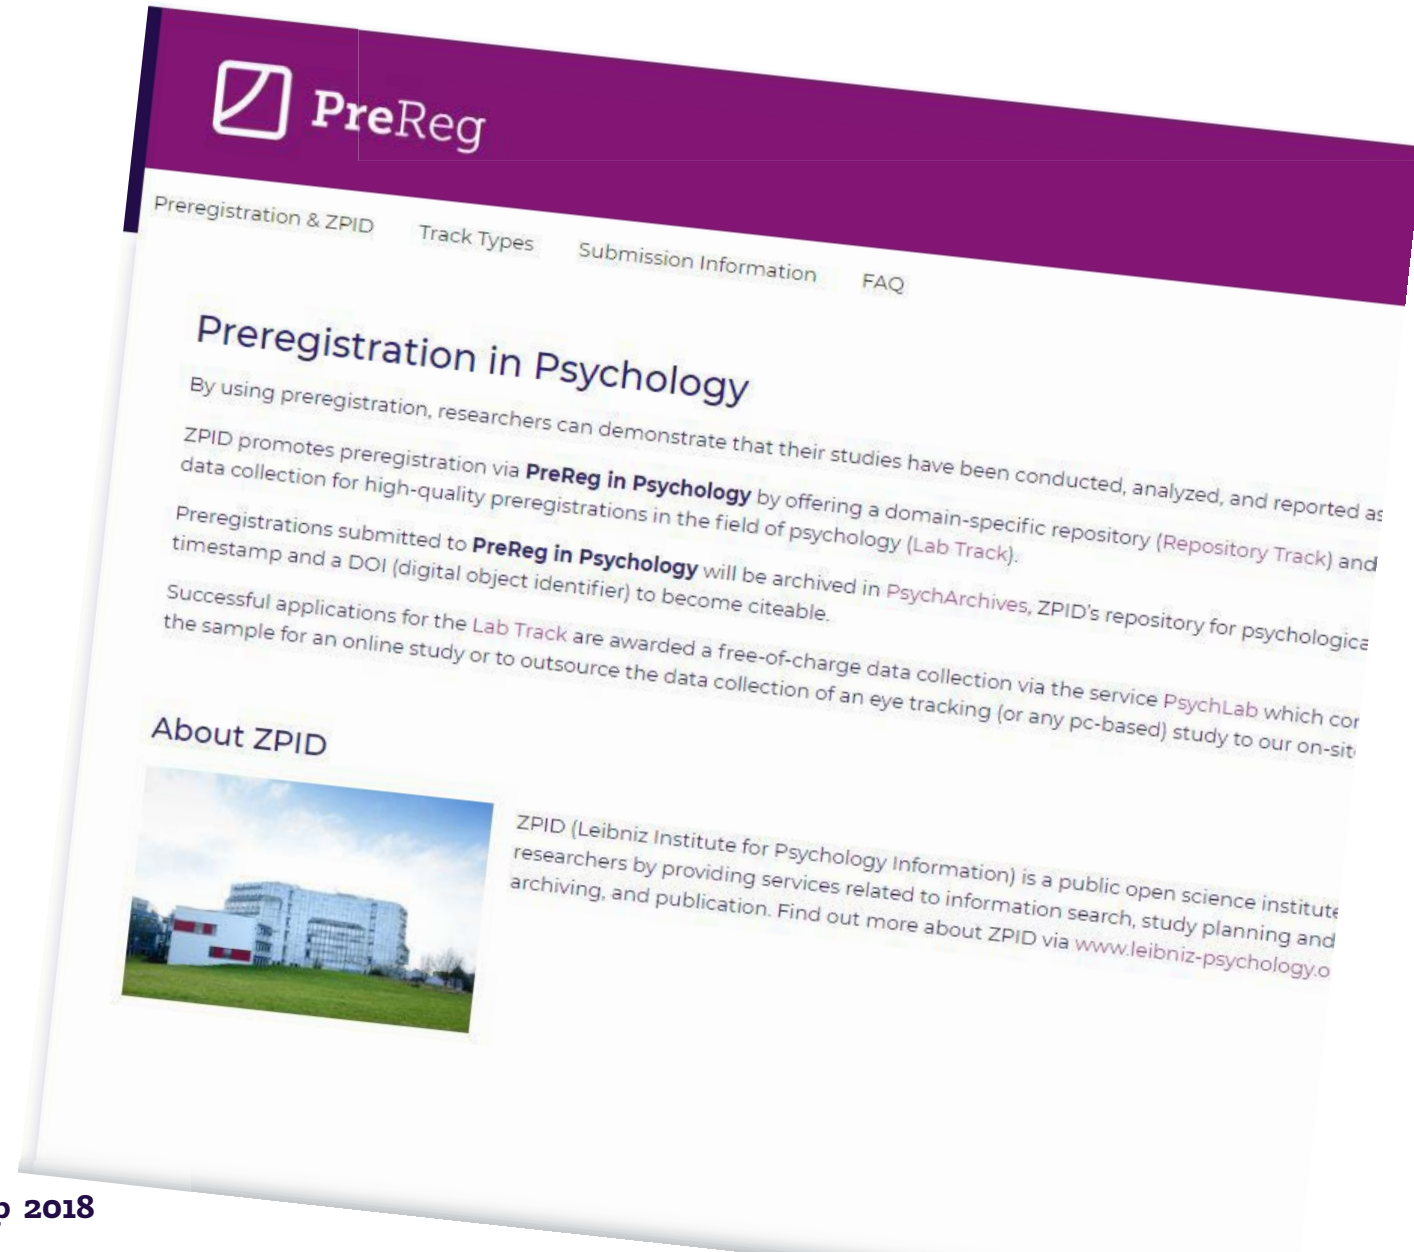 PreReg
Preregistration & ZPID Track Types Submission Information FAQ
Preregistration in Psychology
By using preregistration, researchers can demonstrate that their studies have been conducted, analyzed, and reported as
ZPID promotes preregistration via PreReg in Psychology by offering a domain-specific repository (Repository Track) and
data collection for high-quality preregistrations in the field of psychology (Lab Track).
Preregistrations submitted to PreReg in Psychology will be archived in PsychArchives, ZPID's repository for psychologica
timestamp and a DOI (digital object identifier) to become citeable.
Successful applications for the Lab Track are awarded a free-of-charge data collection via the service PsychLab which cor
the sample for an online study or to outsource the data collection of an eye tracking (or any pc-based) study to our on-sit
About ZPID
ZPID (Leibniz Institute for Psychology Information) is a public open science institute
researchers by providing services related to information search, study planning and
archiving, and publication. Find out more about ZPID via www.leibniz-psychology.o
p 2018